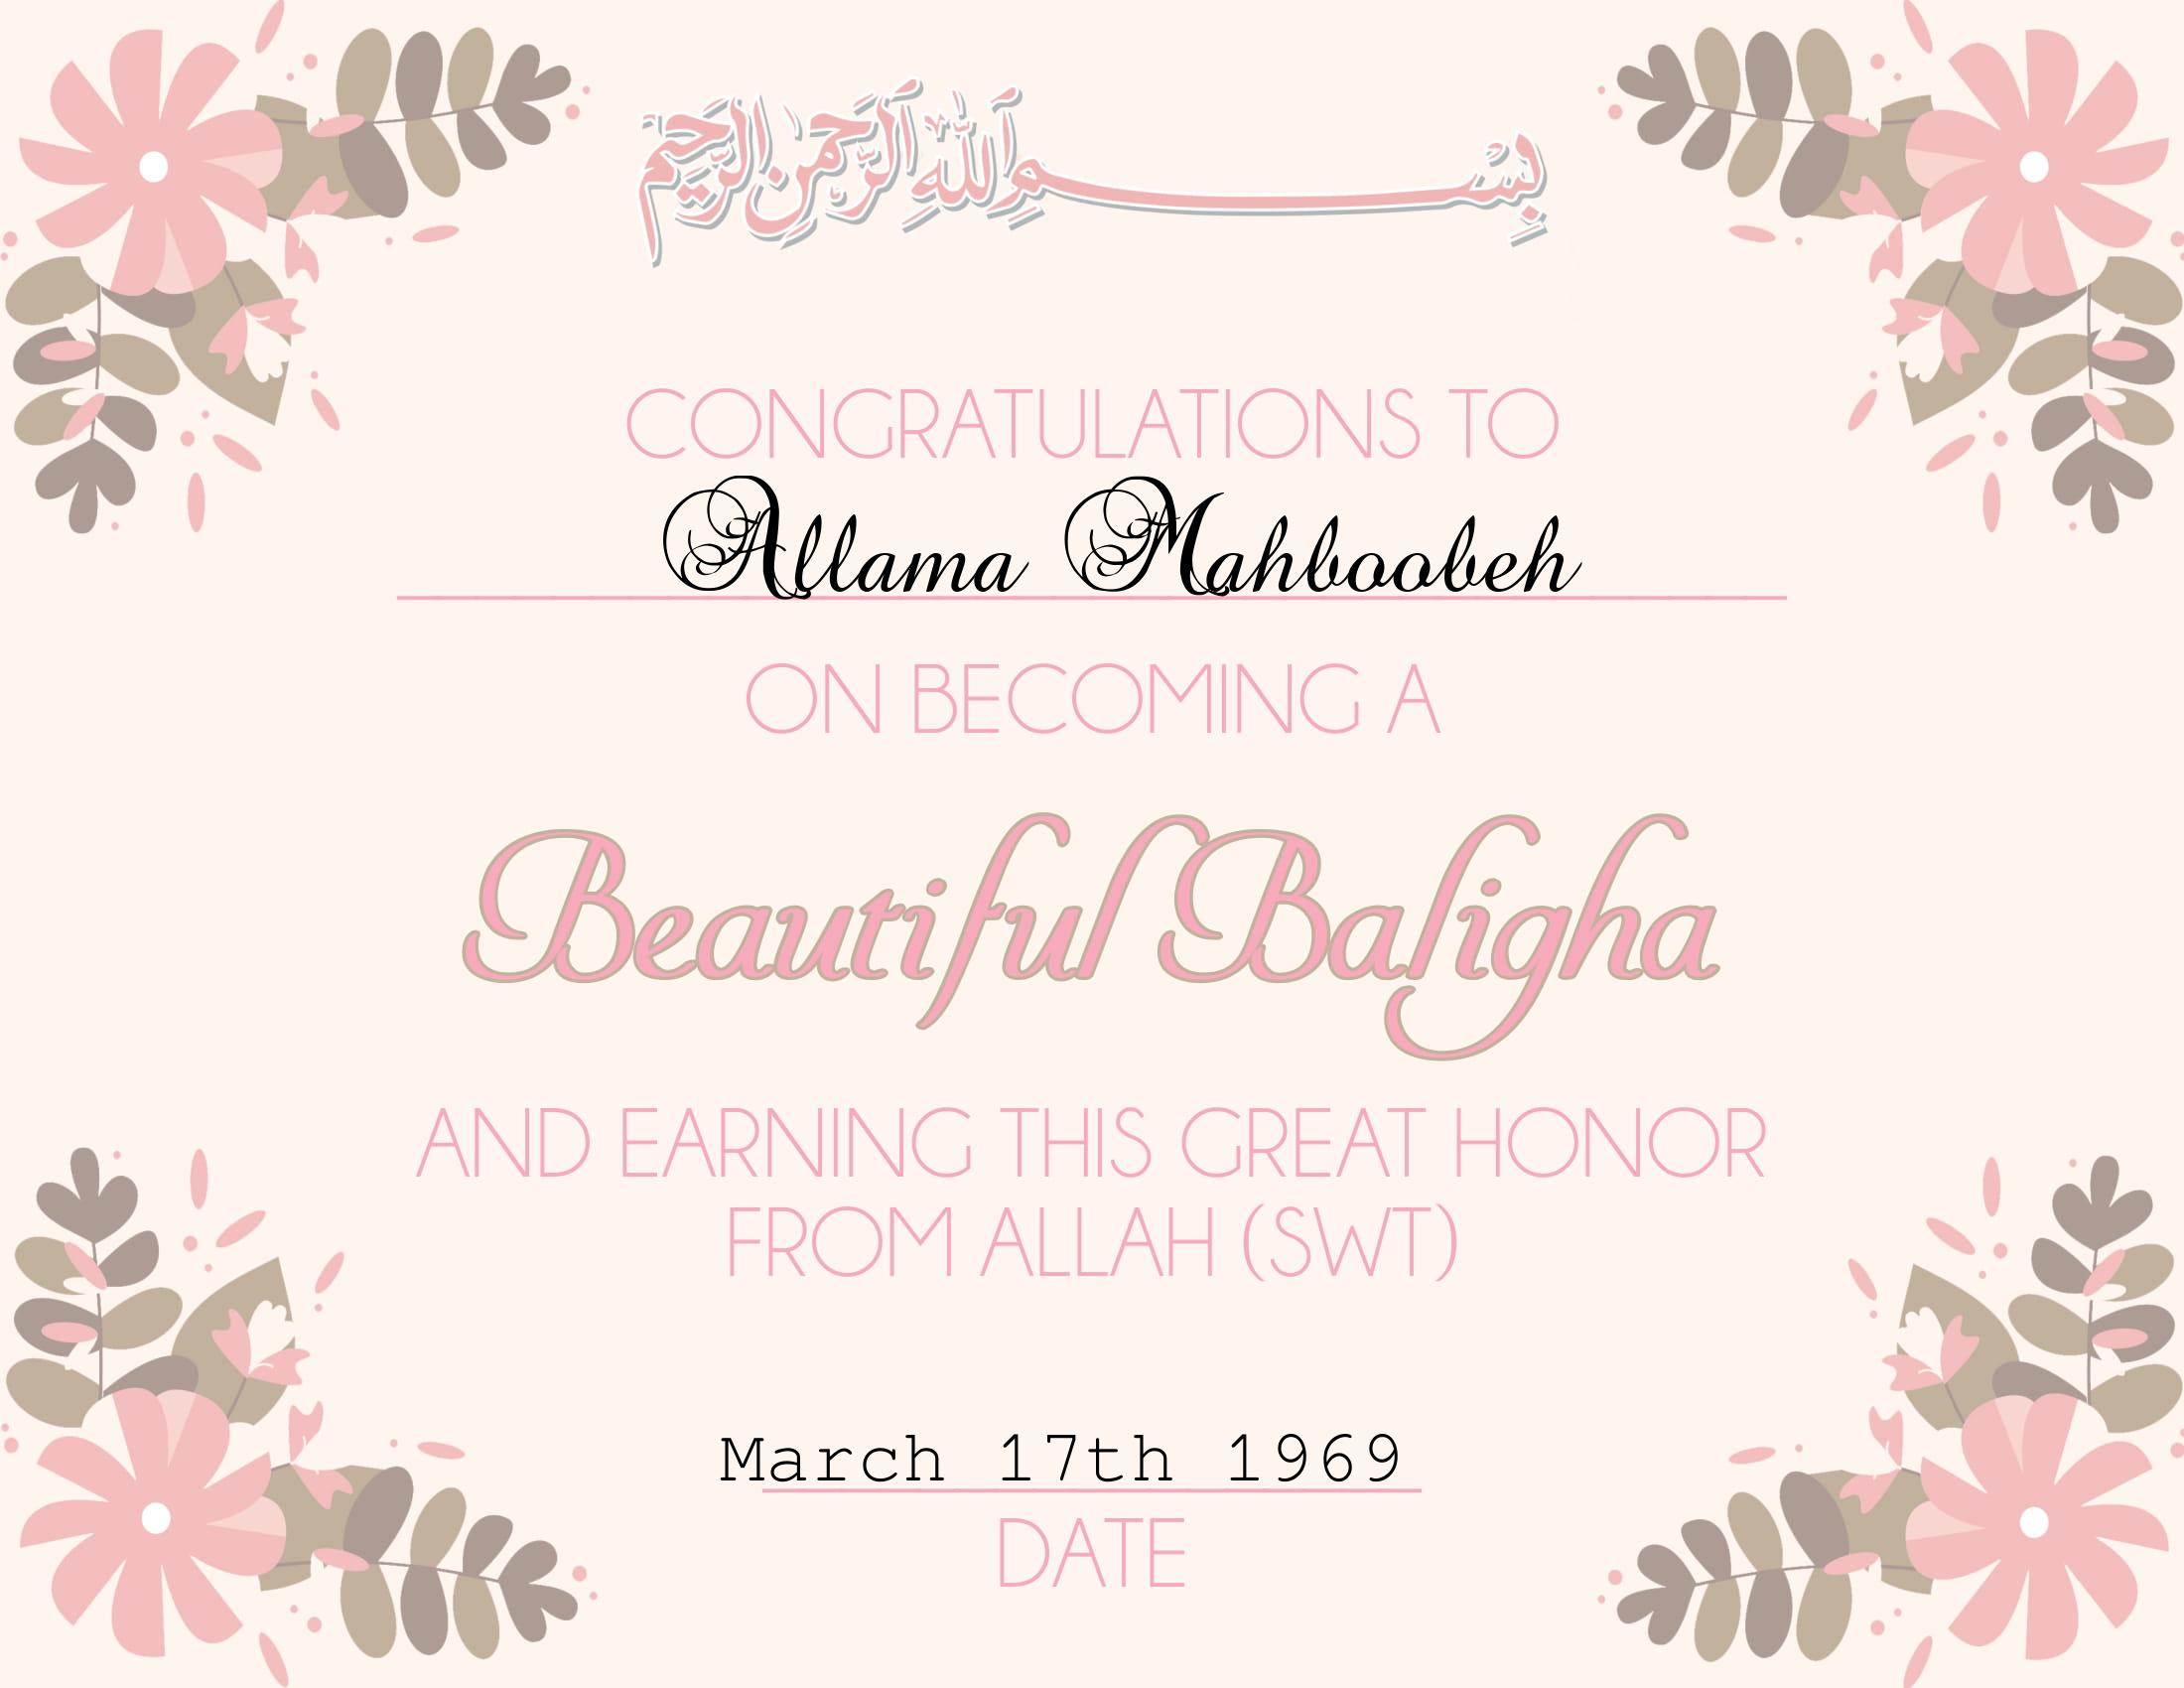 بسم الله الرحمن الرحيم
CONGRATULATIONS TO
Allama Mahboobeh
ON BECOMING A
Beautiful Baligha
AND EARNING THIS GREAT HONOR
FROM ALLAH (SWT)
March 17th 1969
DATE